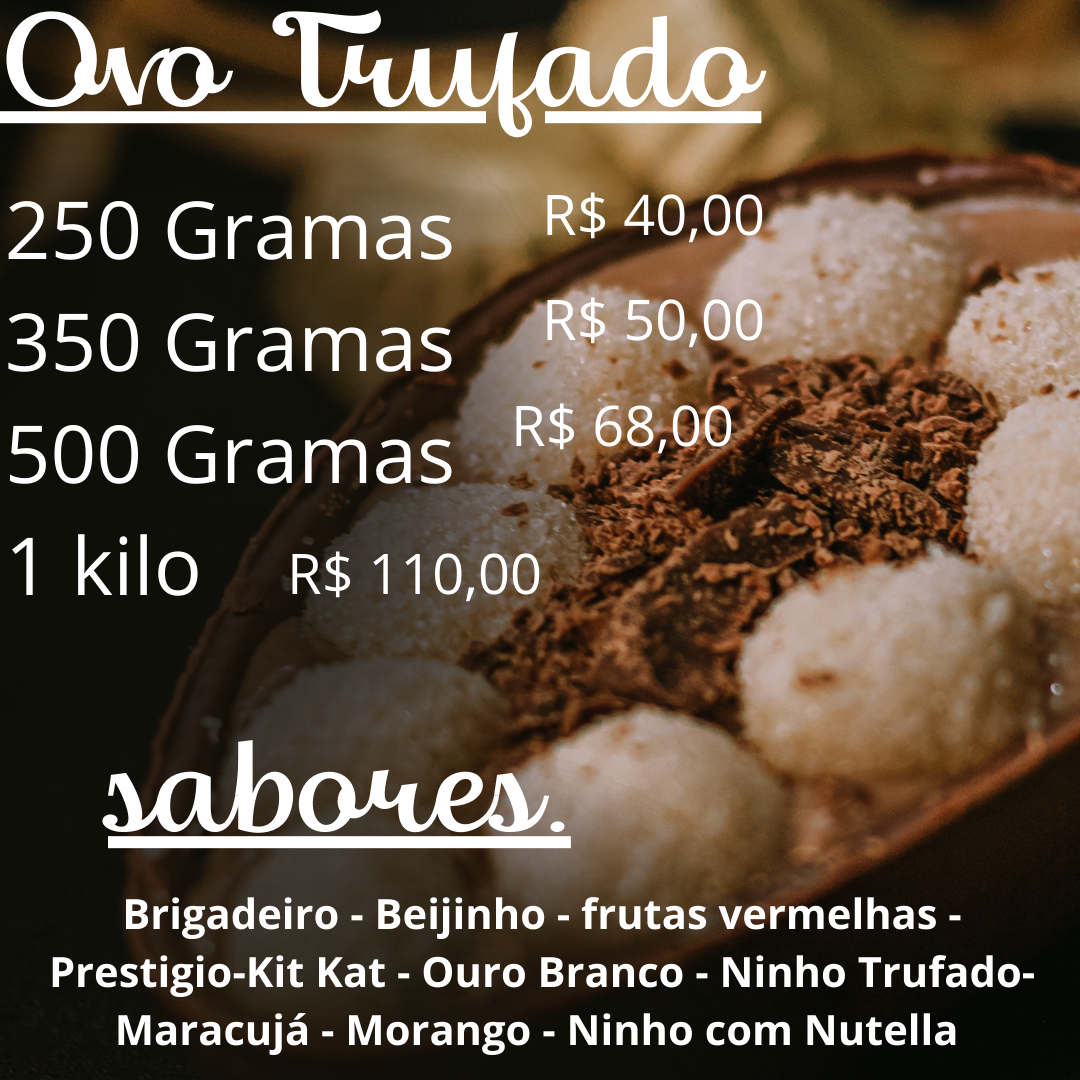 Ovo Trufado
250 Gramas R$ 40,00
350 Gramas R$ 50,00
500 Gramas R$ 68,00
1 kilo R$ 110,00
sabores.
Brigadeiro - Beijinho - frutas vermelhas -
Prestigio-Kit Kat - Ouro Branco - Ninho Trufado-
Maracujá - Morango - Ninho com Nutella